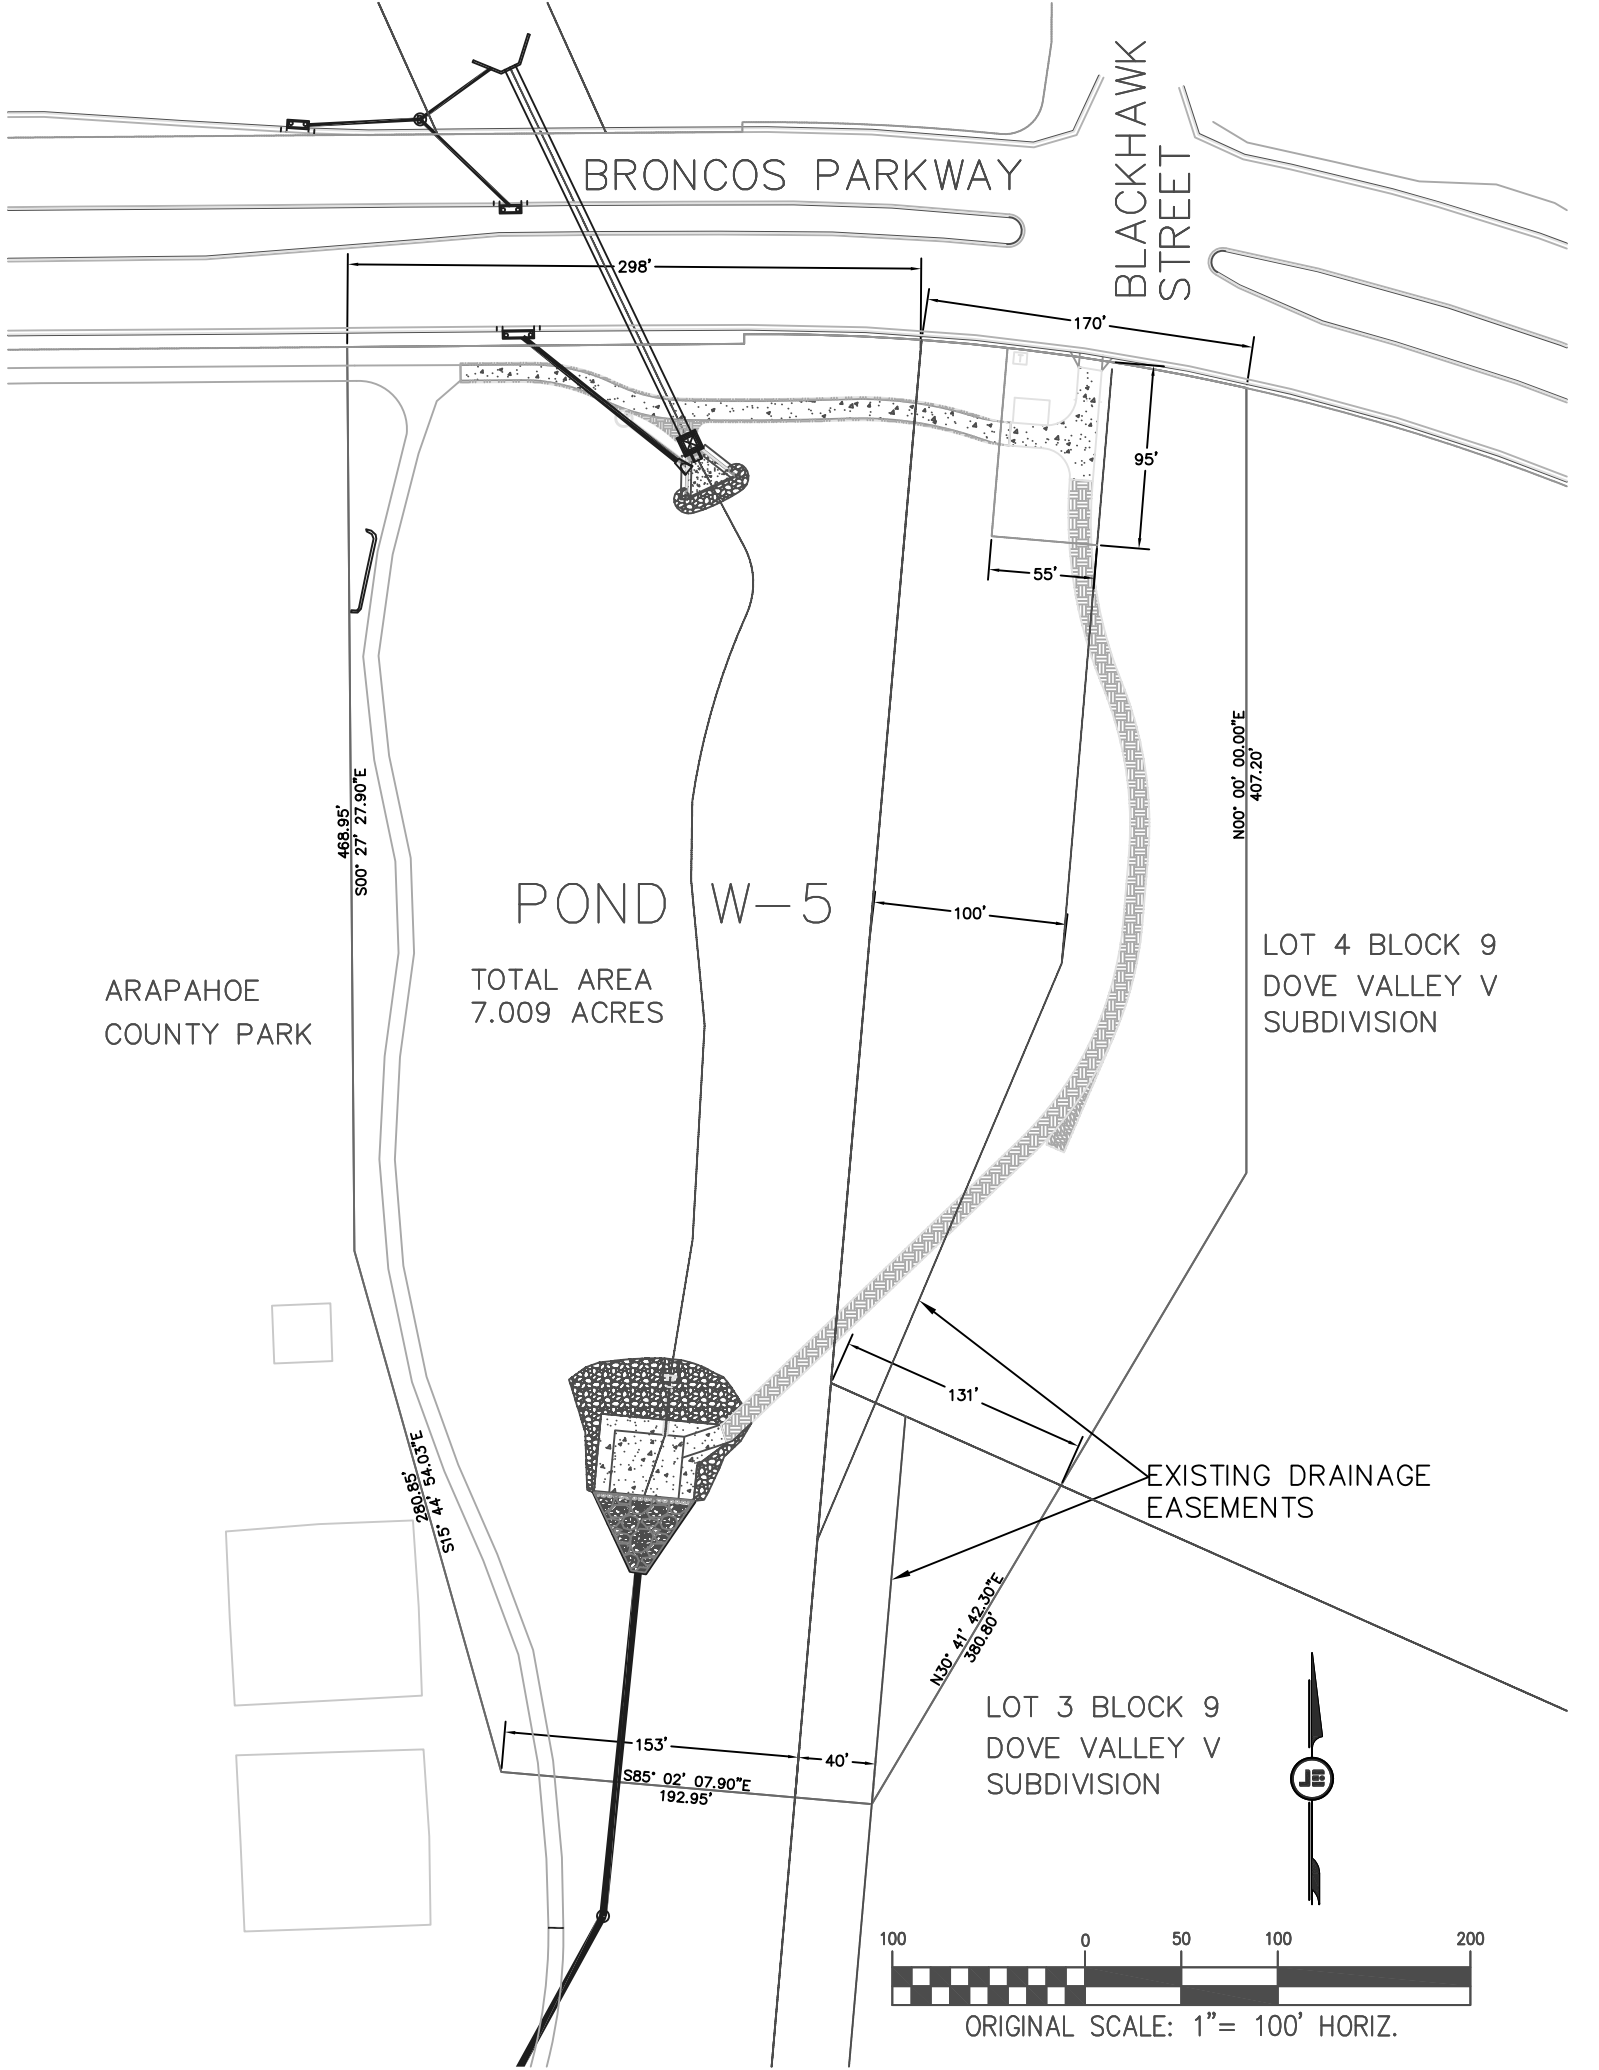 BLACKHAWK
STREET
BRONCOS PARKWAY
298'
170'
95'
55'
N00° 00' 00.00"E
407.20'
468.95'
S00° 27' 27.90"E
POND W-5
100'
TOTAL AREA
7.009 ACRES
ARAPAHOE
COUNTY PARK
LOT 4 BLOCK 9
DOVE VALLEY V
SUBDIVISION
131'
280.85'
S15° 44' 54.03"E
EXISTING DRAINAGE
EASEMENTS
N30° 41' 42.30"E
380.80'
LOT 3 BLOCK 9
DOVE VALLEY V
SUBDIVISION
153'
40'
S85° 02' 07.90"E
192.95'
100 0 50 100 200
ORIGINAL SCALE: 1"= 100' HORIZ.